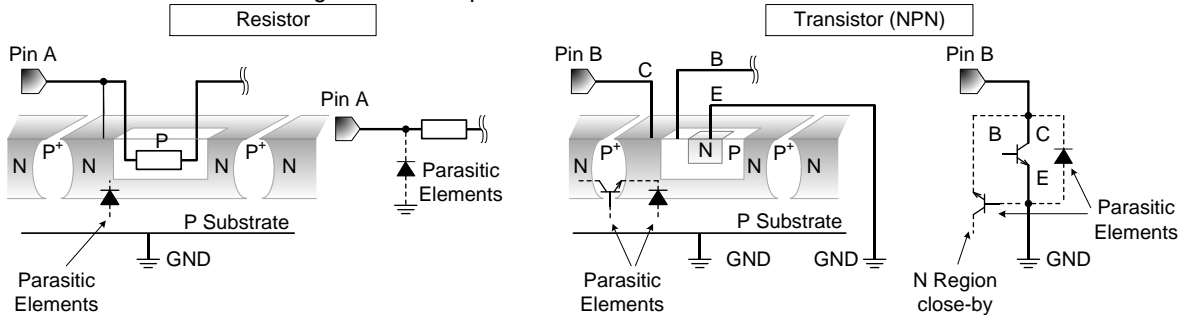 Resistor
Transistor (NPN)
Pin A
Pin A
N
P+
N
P
N
P+
N
Parasitic
Elements
P Substrate
GND
Parasitic
Elements
Pin B
C
B
E
N
P+
N
P
N
P+
N
P Substrate
GND
GND
Parasitic
Elements
Pin B
B
C
E
Parasitic
Elements
GND
N Region
close-by